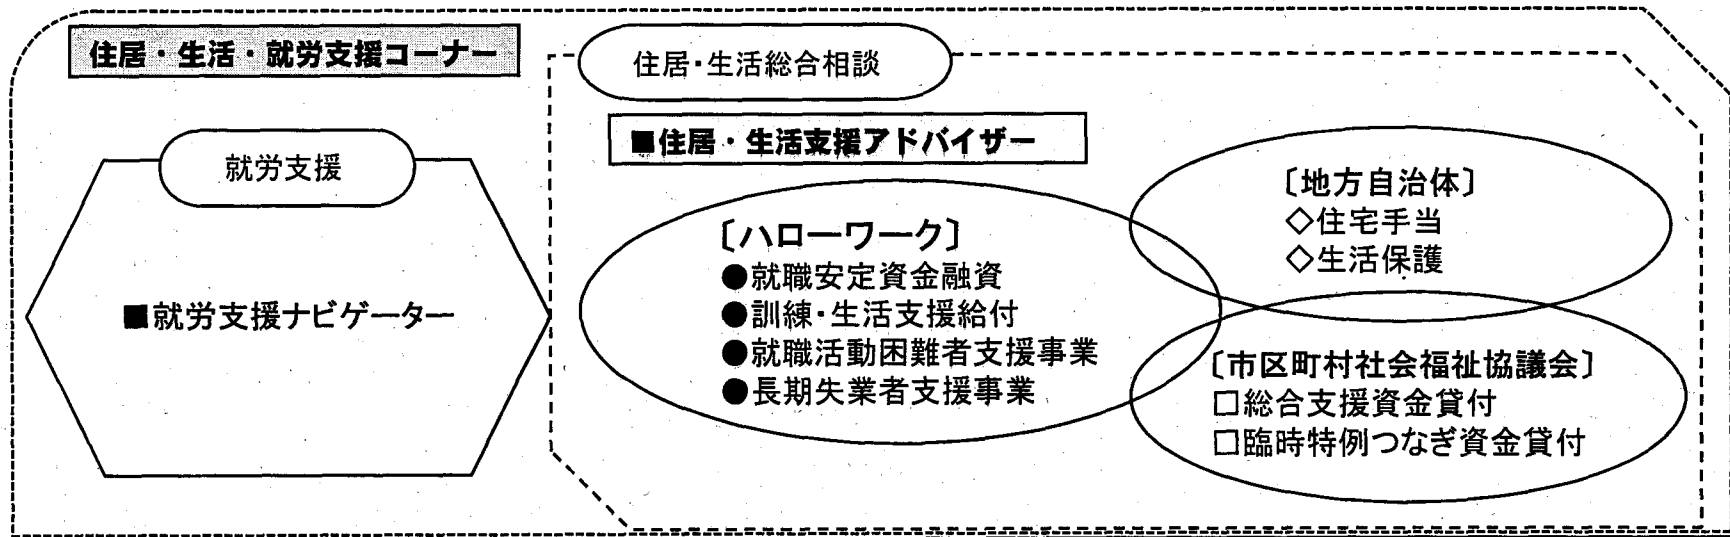 住居・生活・就労支援コーナー
就労支援
■就労支援ナビゲーター
住居・生活総合相談
■住居・生活支援アドバイザー
〔ハローワーク〕
●就職安定資金融資
●訓練・生活支援給付
●就職活動困難者支援事業
●長期失業者支援事業
〔地方自治体〕
◇住宅手当
◇生活保護
〔市区町村社会福祉協議会〕
□総合支援資金貸付
□臨時特例つなぎ資金貸付